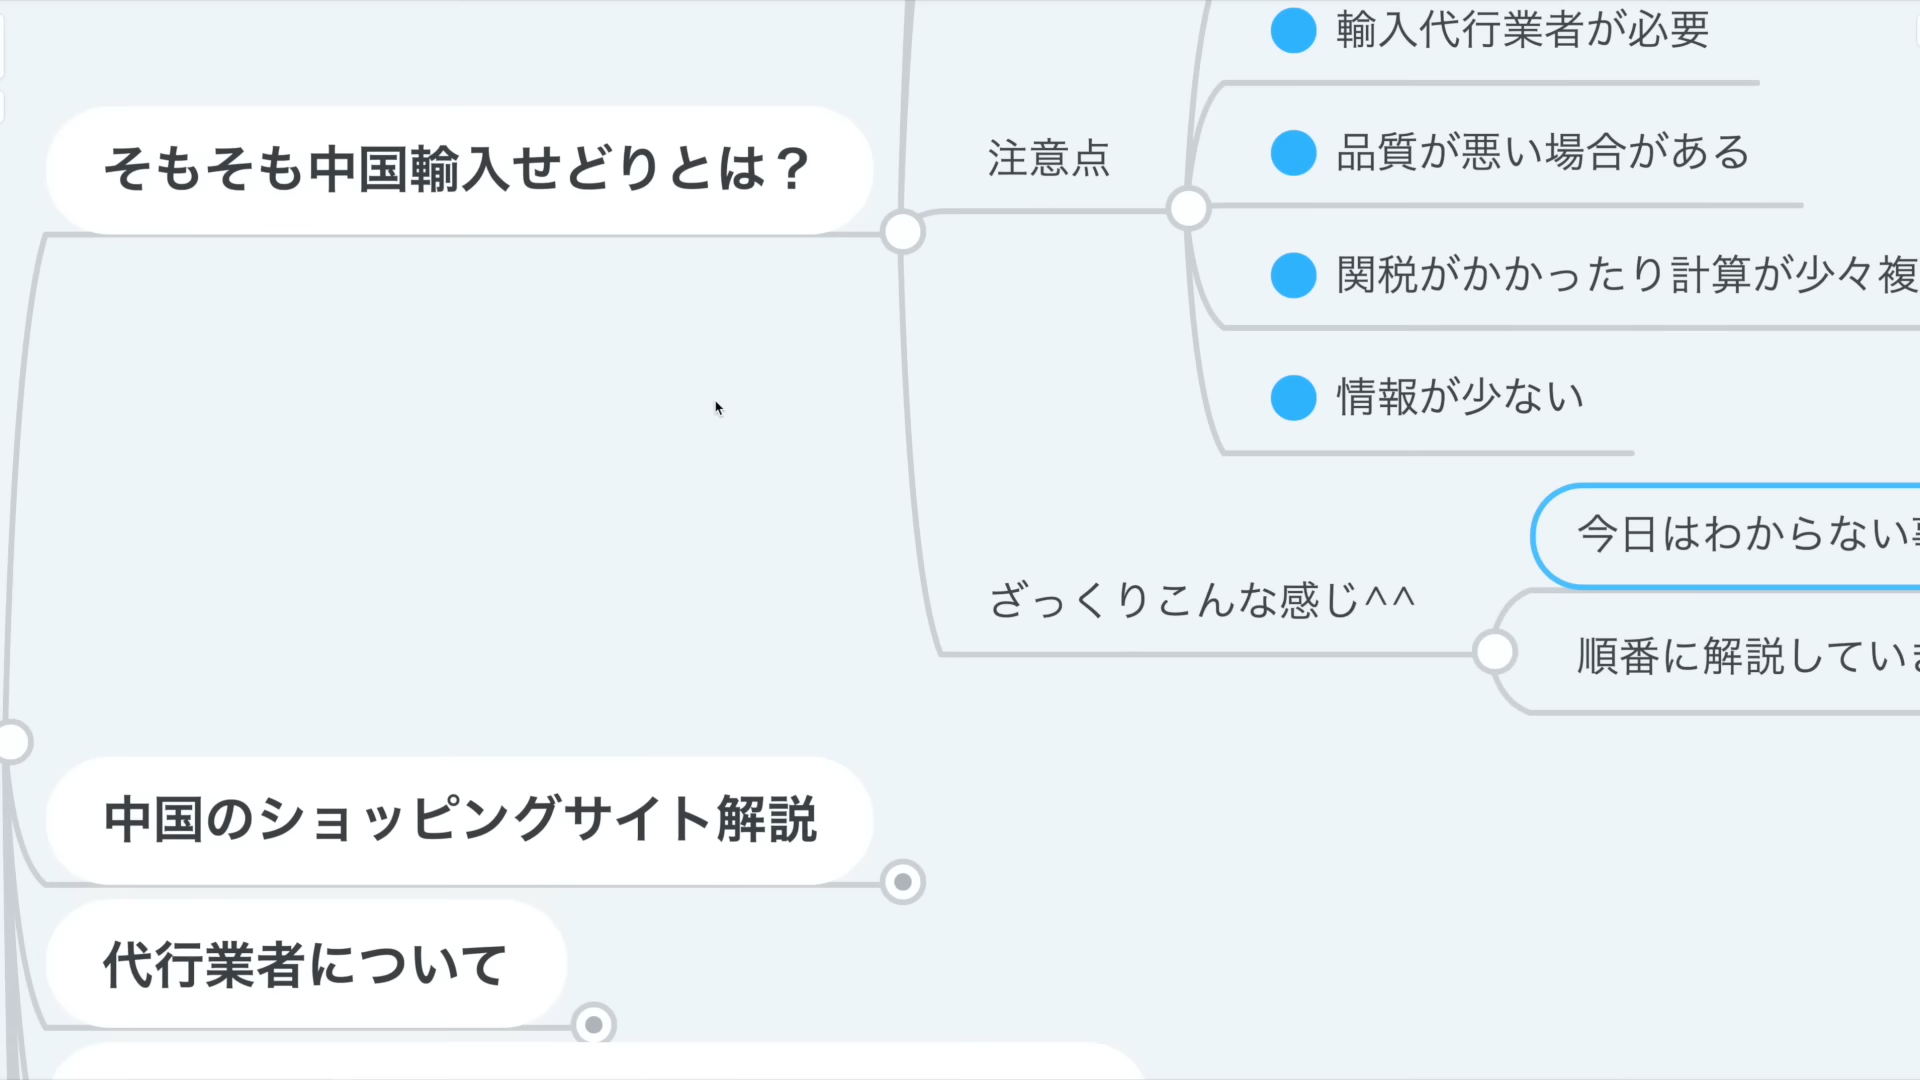 輸入代行業者が必要
そもそも中国輸入せどりとは？
注意点
品質が悪い場合がある
関税がかかったり計算が少々複
情報が少ない
今日はわからない
ざっくりこんな感じ^^
順番に解説してい
中国のショッピングサイト解説
代行業者について